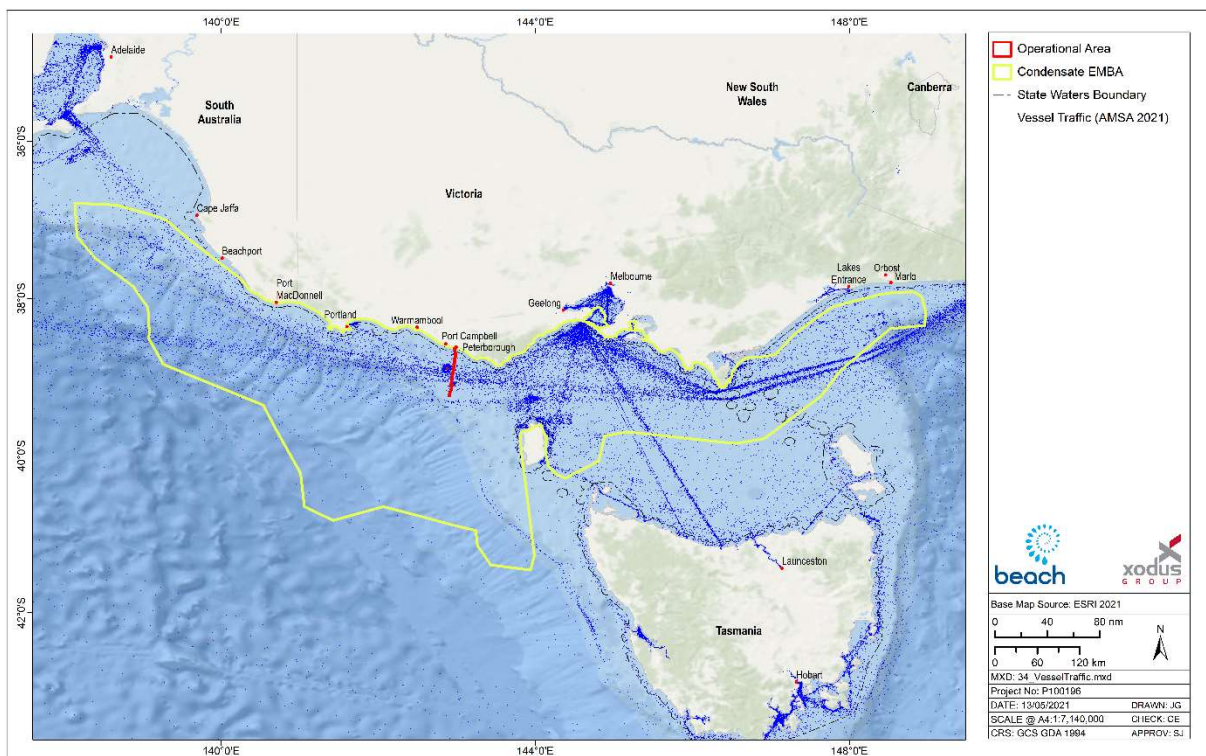 140°0'E 144°0'E 148°0'E
Adelaide
South
Australia
New South
Wales
Canberra
36°S
Victoria
Cape Jaffa
Beachport
Port
MacDonnell
Portland
Warrnambool
Port Campbell
Peterborough
Geelong
Melbourne
Lakes
Entrance
Orbost
Marlo
38°0'S
40°0'S
Launceston
42°0'S
Tasmania
Hobart
140°0'E 144°0'E 148°0'E
Operational Area
Condensate EMBA
State Waters Boundary
Vessel Traffic (AMSA 2021)
beach
xodus
GROUP
Base Map Source: ESRI 2021
0 40 80 nm
N
0 60 120 km
MXD: 34_VesselTraffic.mxd
Project No: P100196
DATE: 13/05/2021 DRAWN: JG
SCALE @ A4:1:7,140,000 CHECK: CE
CRS: GCS GDA 1994 APPROV: SJ